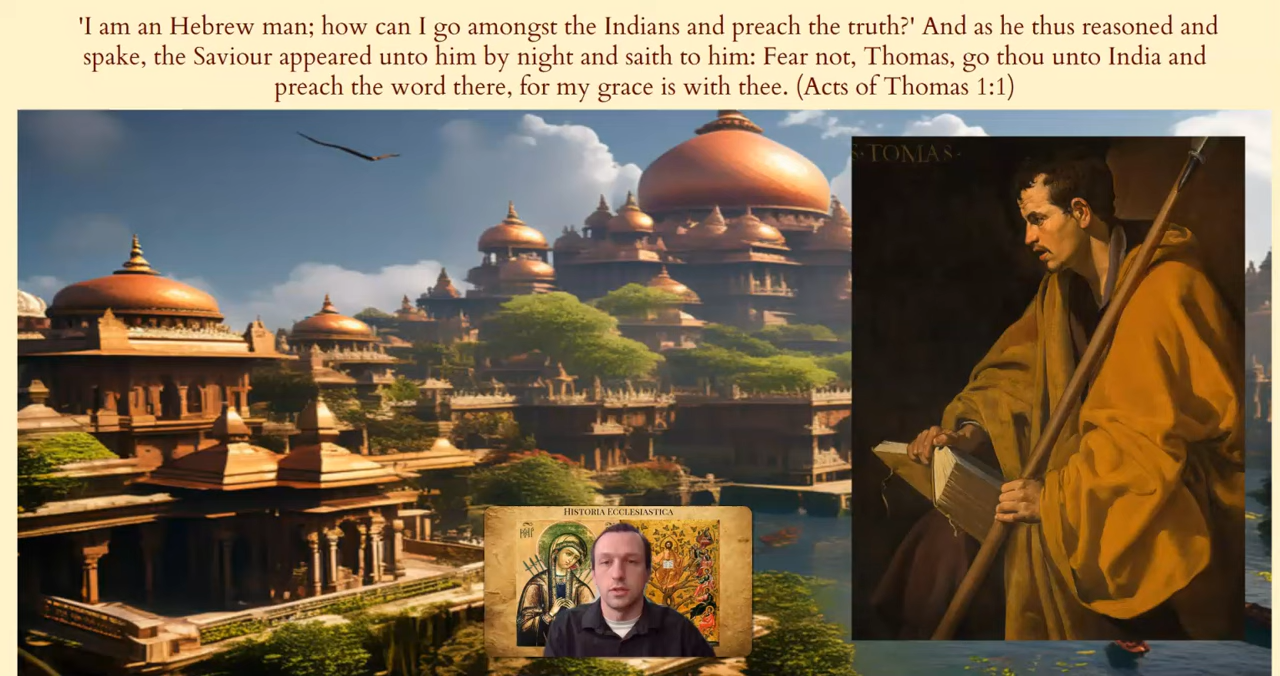 'I am an Hebrew man; how can I go amongst the Indians and preach the truth?' And as he thus reasoned and
spake, the Saviour appeared unto him by night and saith to him: Fear not, Thomas, go thou unto India and
preach the word there, for my grace is with thee. (Acts of Thomas 1:1)
S·TOMAS·
Historia Ecclesiastica